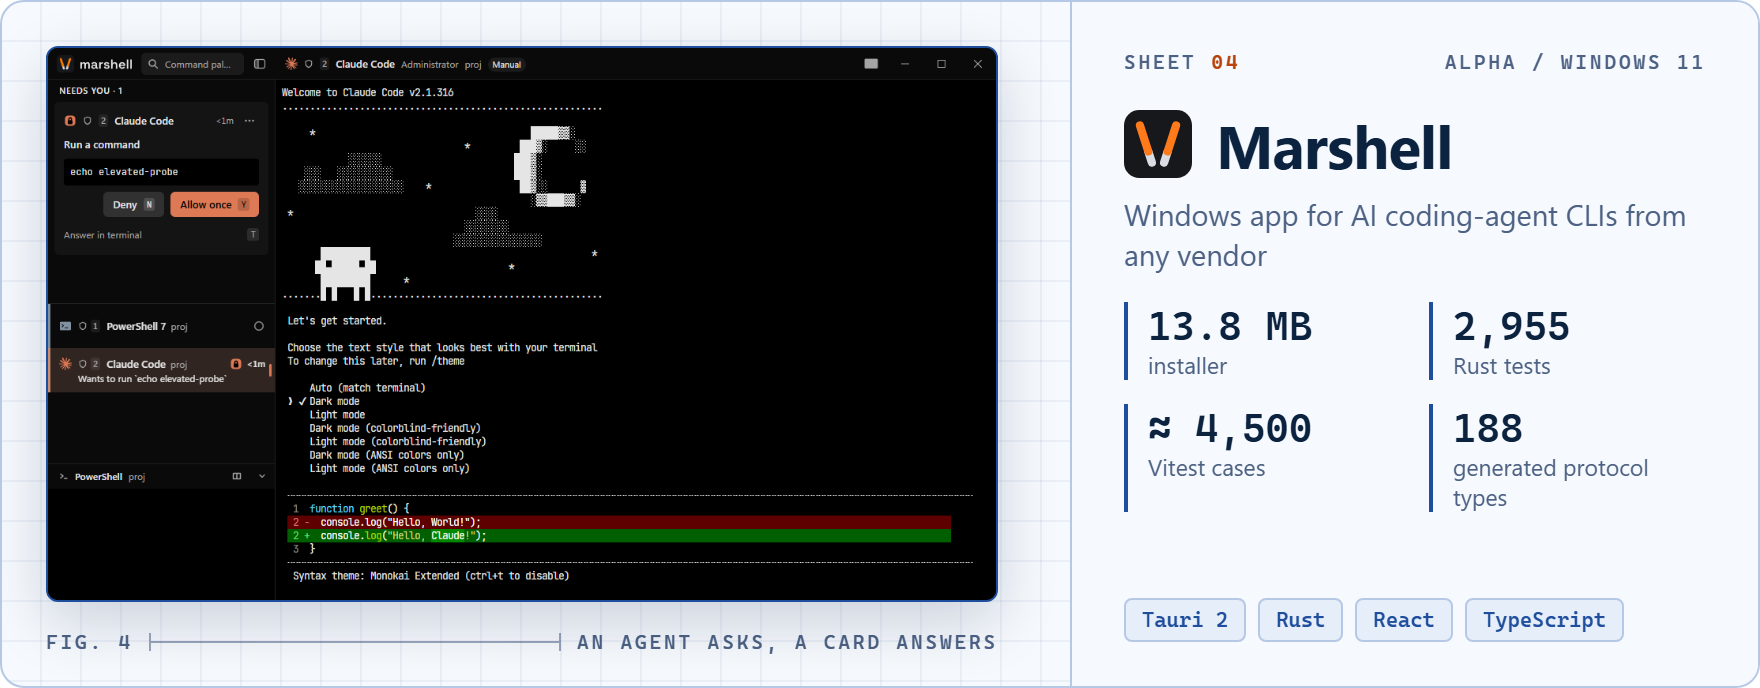 marshell
Command pal...
2 Claude Code Administrator proj Manual
NEEDS YOU · 1
2 Claude Code <1m ...
Run a command
echo elevated-probe
Deny N
Allow once Y
Answer in terminal T
1 PowerShell 7 proj
2 Claude Code proj <1m
Wants to run `echo elevated-probe`
PowerShell proj
Welcome to Claude Code v2.1.316
Let's get started.
Choose the text style that looks best with your terminal
To change this later, run /theme
Auto (match terminal)
❯ ✓ Dark mode
Light mode
Dark mode (colorblind-friendly)
Light mode (colorblind-friendly)
Dark mode (ANSI colors only)
Light mode (ANSI colors only)
1 function greet() {
2 - console.log("Hello, World!");
2 + console.log("Hello, Claude!");
3 }
Syntax theme: Monokai Extended (ctrl+t to disable)
FIG. 4
AN AGENT ASKS, A CARD ANSWERS
SHEET 04
ALPHA / WINDOWS 11
Marshell
Windows app for AI coding-agent CLIs from
any vendor
13.8 MB
installer
2,955
Rust tests
≈ 4,500
Vitest cases
188
generated protocol
types
Tauri 2
Rust
React
TypeScript